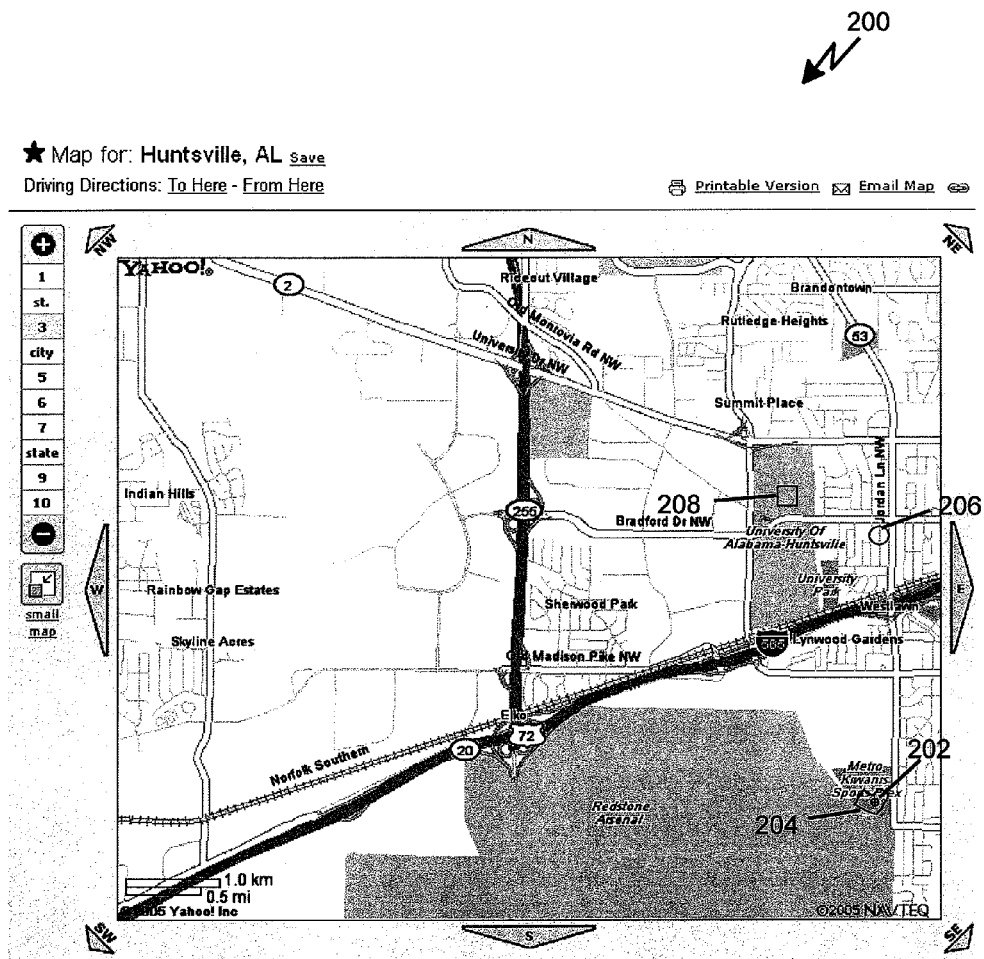 200
★ Map for: Huntsville, AL Save
Driving Directions: To Here - From Here
Printable Version
Email Map
NW
N
NE
+
1
st.
3
city
5
6
7
state
9
10
small
map
W
E
SW
S
SE
YAHOO!®
2
Rideout Village
Brandontown
Old Monrovia Rd NW
Rutledge Heights
53
University Dr NW
Summit Place
Jordan Ln NW
Indian Hills
208
206
255
Bradford Dr NW
University Of
Alabama-Huntsville
University
Park
Rainbow Gap Estates
Sherwood Park
Westlawn
Skyline Acres
565
Lynwood Gardens
Old Madison Pike NW
Elko
72
20
Norfolk Southern
202
Metro
Kiwanis
Sports Plex
Redstone
Arsenal
204
1.0 km
0.5 mi
©2005 Yahoo! Inc
©2005 NAVTEQ